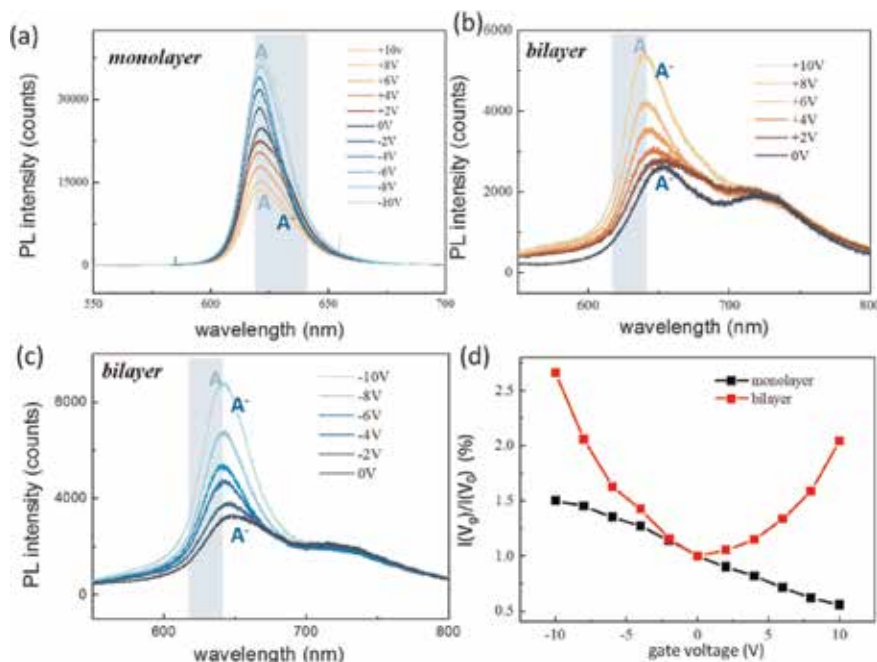 (a)
monolayer
A
+10v
+8V
+6V
+4V
+2V
0V
-2V
-4V
-6V
-8V
-10V
A
A-
PL intensity (counts)
30000
15000
0
550
600
650
700
wavelength (nm)
(b)
bilayer
A
A-
+10V
+8V
+6V
+4V
+2V
0V
A-
PL intensity (counts)
6000
4000
2000
0
600
700
800
wavelength (nm)
(c)
bilayer
A
A-
-10V
-8V
-6V
-4V
-2V
0V
A-
PL intensity (counts)
8000
4000
0
600
700
800
wavelength (nm)
(d)
monolayer
bilayer
I(Vg)/I(V0) (%)
2.5
2.0
1.5
1.0
0.5
-10
-5
0
5
10
gate voltage (V)